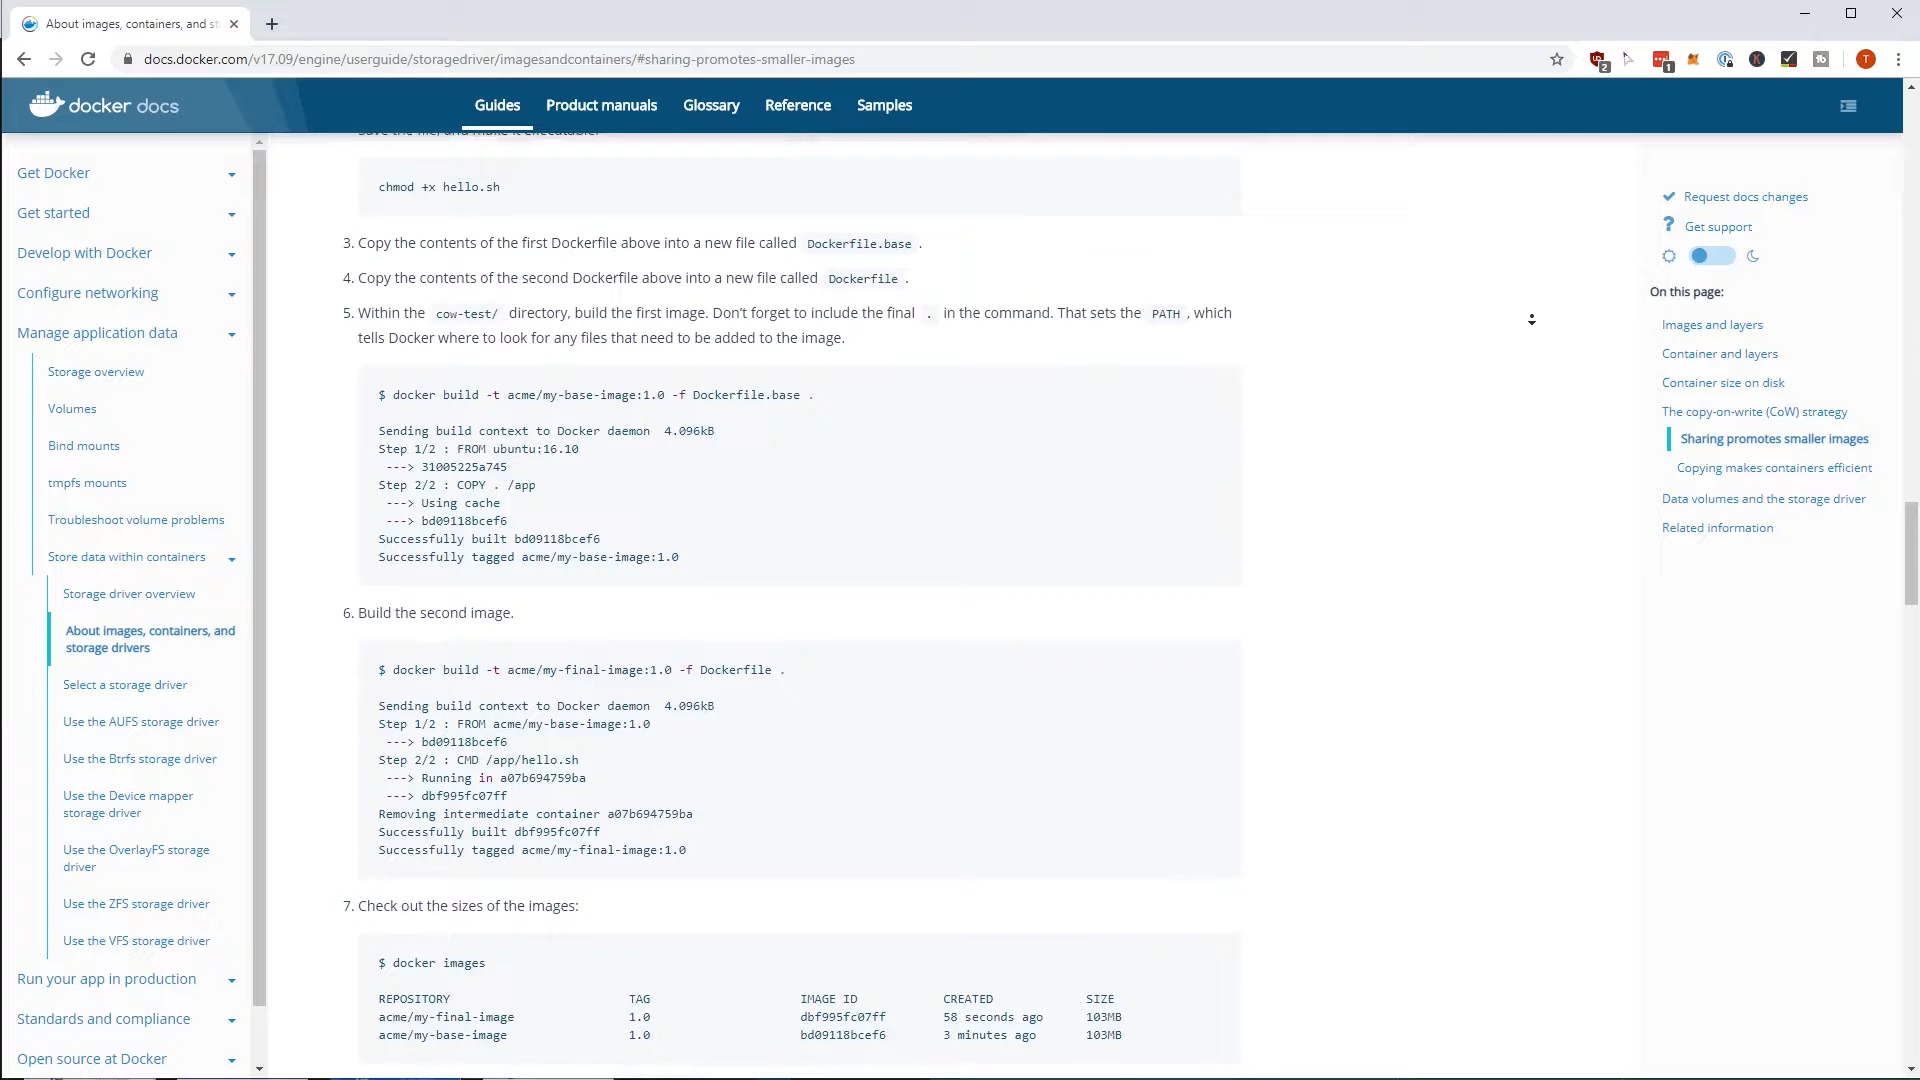 About images, containers, and st
docs.docker.com/v17.09/engine/userguide/storagedriver/imagesandcontainers/#sharing-promotes-smaller-images
2
1
K
T
docker docs
Guides
Product manuals
Glossary
Reference
Samples
Get Docker
Get started
Develop with Docker
Configure networking
Manage application data
Storage overview
Volumes
Bind mounts
tmpfs mounts
Troubleshoot volume problems
Store data within containers
Storage driver overview
About images, containers, and
storage drivers
Select a storage driver
Use the AUFS storage driver
Use the Btrfs storage driver
Use the Device mapper
storage driver
Use the OverlayFS storage
driver
Use the ZFS storage driver
Use the VFS storage driver
Run your app in production
Standards and compliance
Open source at Docker
Save the file, and make it executable.
chmod +x hello.sh
3. Copy the contents of the first Dockerfile above into a new file called Dockerfile.base .
4. Copy the contents of the second Dockerfile above into a new file called Dockerfile .
5. Within the cow-test/ directory, build the first image. Don’t forget to include the final . in the command. That sets the PATH , which
tells Docker where to look for any files that need to be added to the image.
$ docker build -t acme/my-base-image:1.0 -f Dockerfile.base .
Sending build context to Docker daemon  4.096kB
Step 1/2 : FROM ubuntu:16.10
---> 31005225a745
Step 2/2 : COPY . /app
---> Using cache
---> bd09118bcef6
Successfully built bd09118bcef6
Successfully tagged acme/my-base-image:1.0
6. Build the second image.
$ docker build -t acme/my-final-image:1.0 -f Dockerfile .
Sending build context to Docker daemon  4.096kB
Step 1/2 : FROM acme/my-base-image:1.0
---> bd09118bcef6
Step 2/2 : CMD /app/hello.sh
---> Running in a07b694759ba
---> dbf995fc07ff
Removing intermediate container a07b694759ba
Successfully built dbf995fc07ff
Successfully tagged acme/my-final-image:1.0
7. Check out the sizes of the images:
$ docker images
REPOSITORY TAG IMAGE ID CREATED SIZE
acme/my-final-image 1.0 dbf995fc07ff 58 seconds ago 103MB
acme/my-base-image 1.0 bd09118bcef6 3 minutes ago 103MB
Request docs changes
Get support
On this page:
Images and layers
Container and layers
Container size on disk
The copy-on-write (CoW) strategy
Sharing promotes smaller images
Copying makes containers efficient
Data volumes and the storage driver
Related information